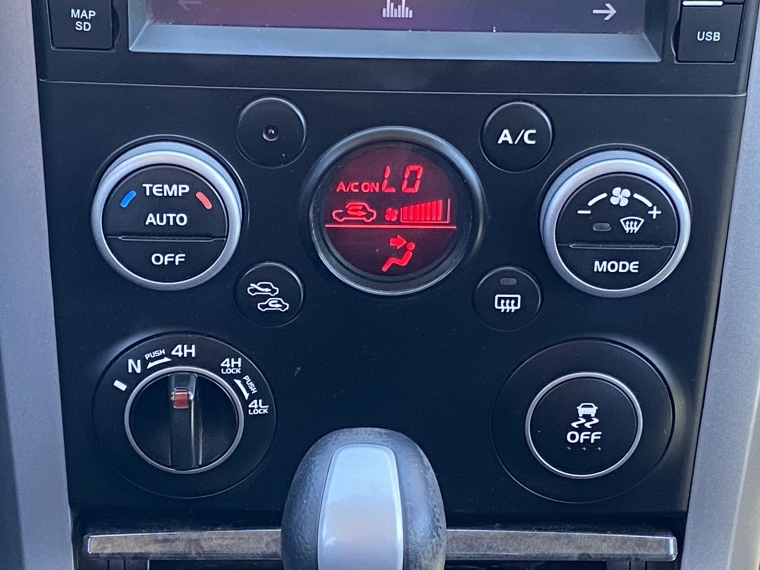 MAP
SD
USB
A/C
TEMP
AUTO
OFF
A/C ON LO
- +
MODE
N PUSH 4H
4H
LOCK
PUSH
4L
LOCK
OFF